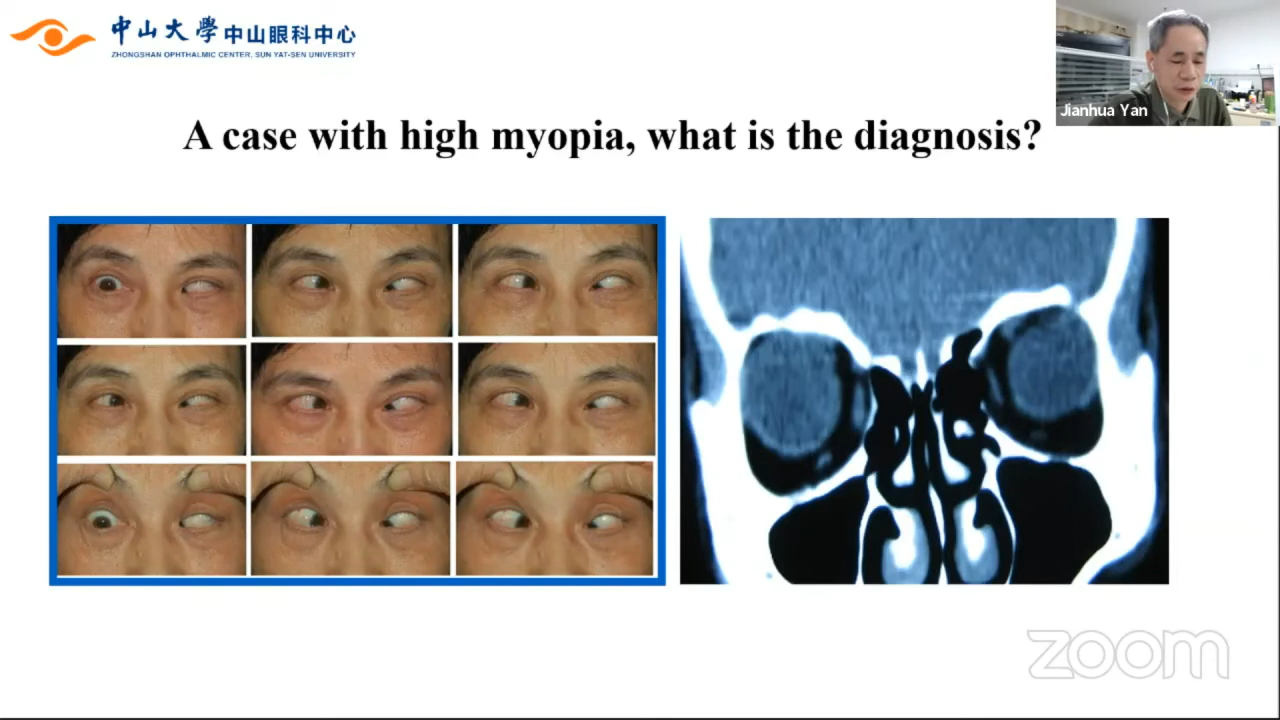 中山大學中山眼科中心
ZHONGSHAN OPHTHALMIC CENTER, SUN YAT-SEN UNIVERSITY
Jianhua Yan
A case with high myopia, what is the diagnosis?
zoom